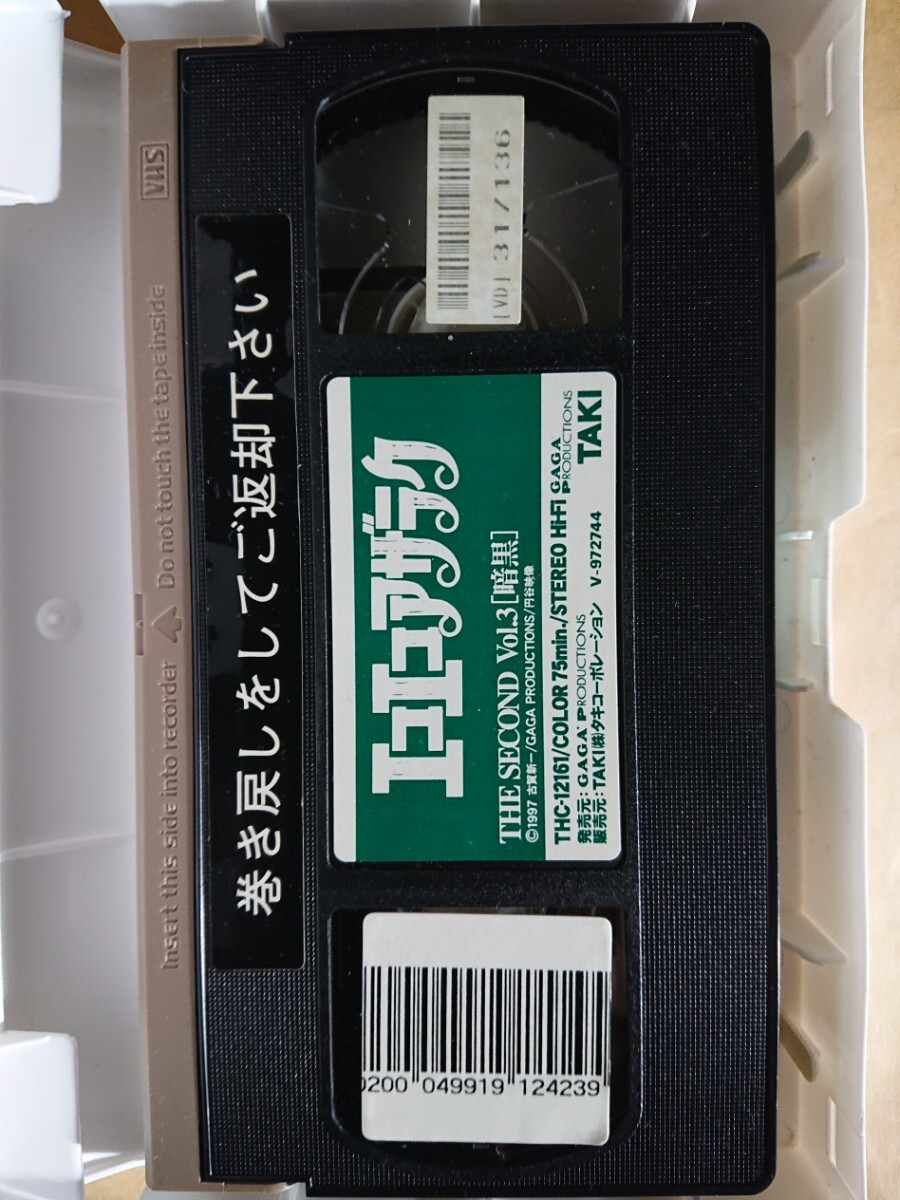 VHS
Insert this side into recorder
Do not touch the tape inside
巻き戻しをしてご返却下さい
31/136
エコエコアザラク
THE SECOND Vol.3[暗黒]
©1997 古賀新一/GAGA PRODUCTIONS/円谷映像
THC-12161/COLOR 75min./STEREO Hi-Fi
発売元:GAGA PRODUCTIONS
販売元:TAKI(株)タキコーポレーション V-972744
GAGA PRODUCTIONS
TAKI
0200 049919 124239